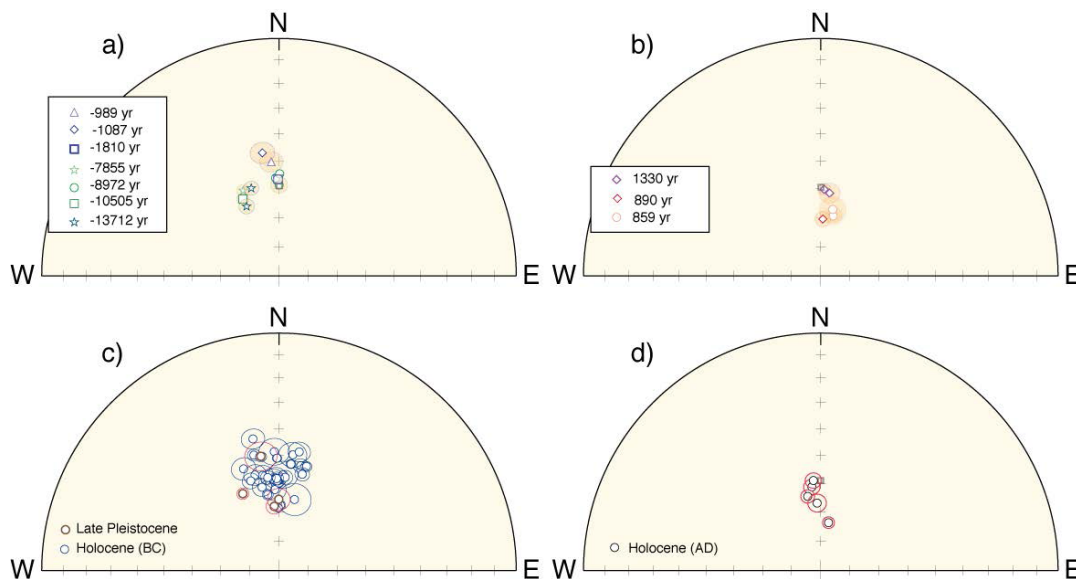 N
a)
-989 yr
-1087 yr
-1810 yr
-7855 yr
-8972 yr
-10505 yr
-13712 yr
W
E
N
b)
1330 yr
890 yr
859 yr
W
E
N
c)
Late Pleistocene
Holocene (BC)
W
E
N
d)
Holocene (AD)
W
E